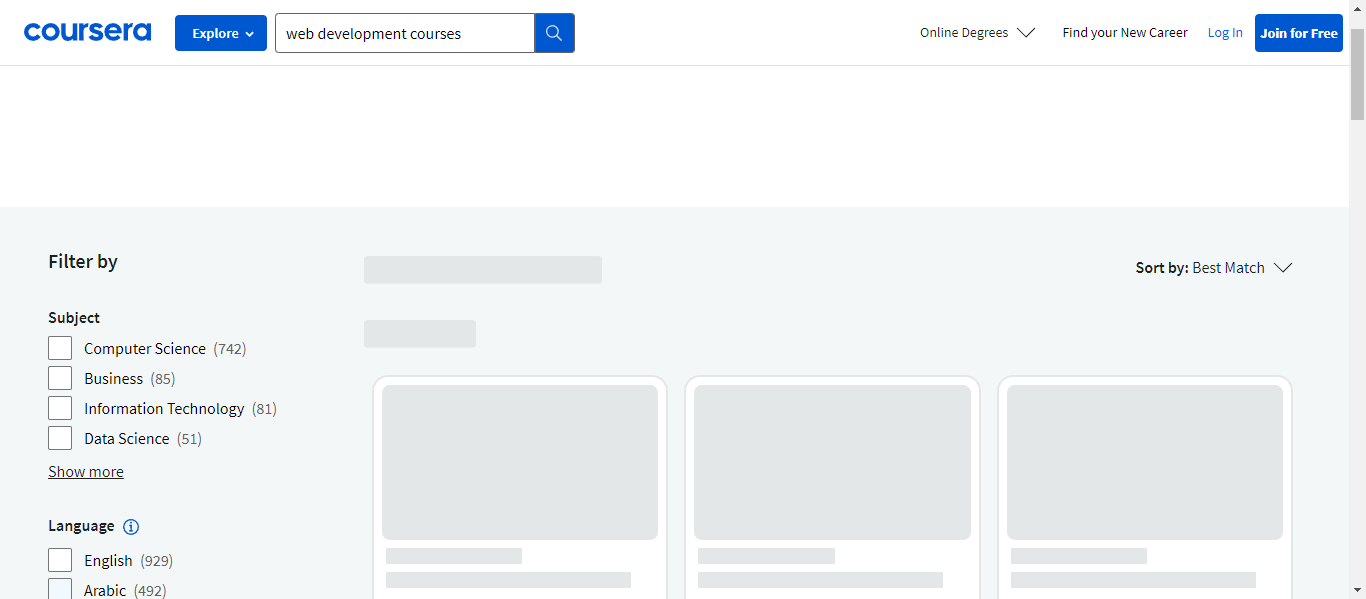 coursera Explore web development courses Online Degrees Find your New Career Log In Join for Free
Filter by
Sort by: Best Match
Subject
Computer Science (742)
Business (85)
Information Technology (81)
Data Science (51)
Show more
Language
English (929)
Arabic (492)